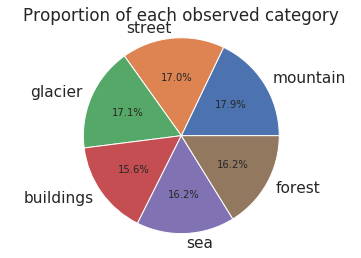 Proportion of each observed category
street
mountain
17.0%
17.9%
glacier
17.1%
buildings
15.6%
16.2%
16.2%
forest
sea